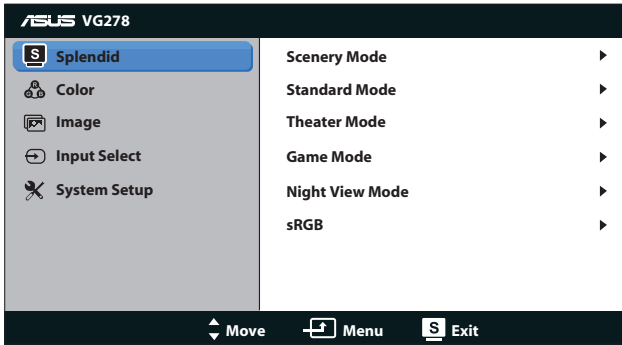 ASUS VG278
S Splendid
Color
Image
Input Select
System Setup
Scenery Mode
Standard Mode
Theater Mode
Game Mode
Night View Mode
sRGB
Move Menu S Exit